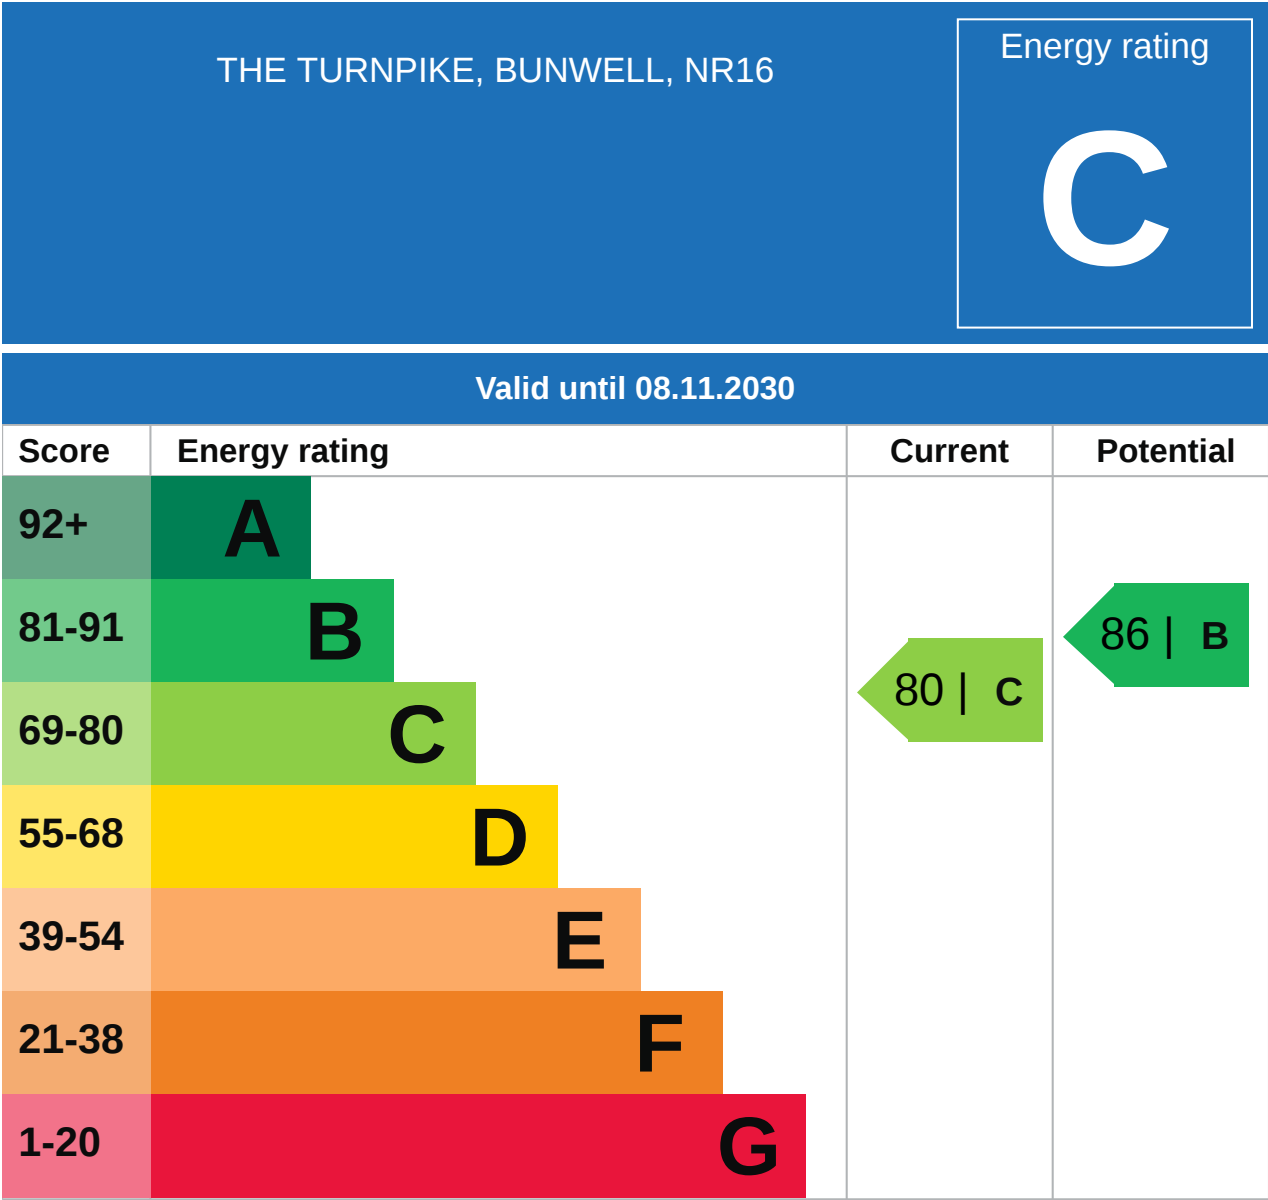 THE TURNPIKE, BUNWELL, NR16
Energy rating
C
Valid until 08.11.2030
Score Energy rating Current Potential
92+ A
81-91 B
86 | B
80 | C
69-80 C
55-68 D
39-54 E
21-38 F
1-20 G